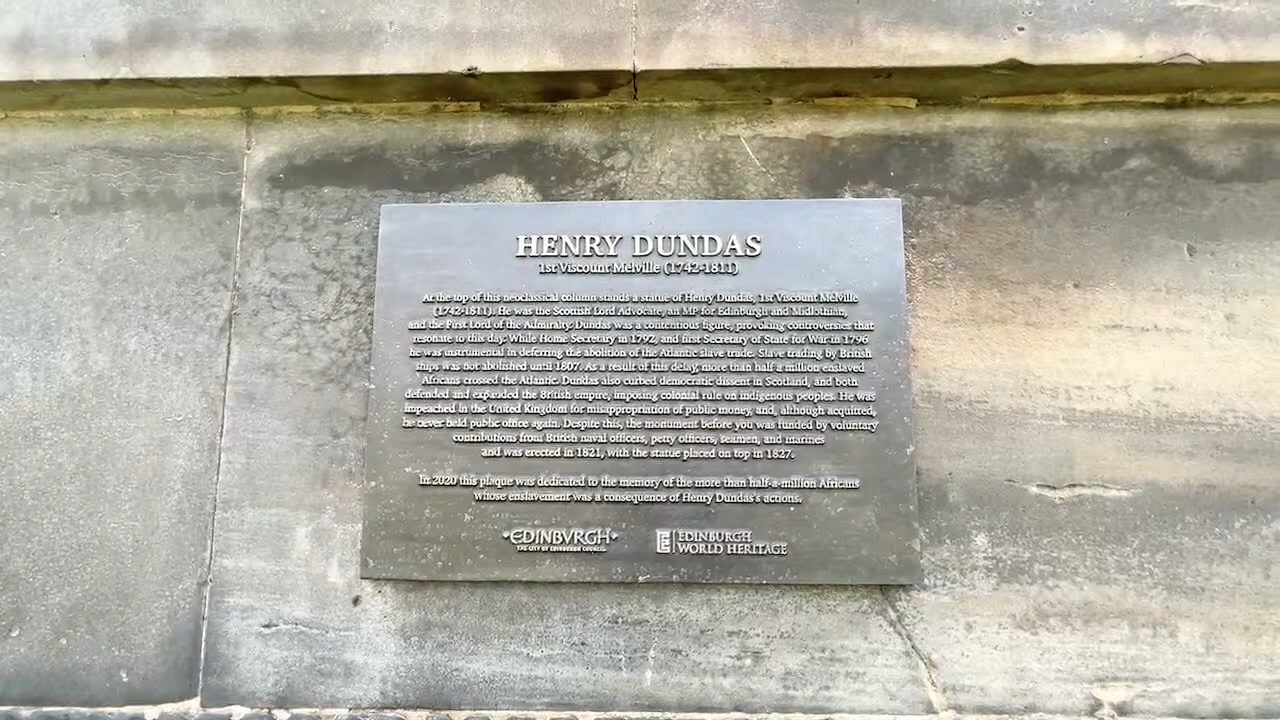 HENRY DUNDAS
1st Viscount Melville (1742-1811)
At the top of this neoclassical column stands a statue of Henry Dundas, 1st Viscount Melville
(1742-1811). He was the Scottish Lord Advocate, an MP for Edinburgh and Midlothian,
and the First Lord of the Admiralty. Dundas was a contentious figure, provoking controversies that
resonate to this day. While Home Secretary in 1792, and first Secretary of State for War in 1796
he was instrumental in deferring the abolition of the Atlantic slave trade. Slave trading by British
ships was not abolished until 1807. As a result of this delay, more than half a million enslaved
Africans crossed the Atlantic. Dundas also curbed democratic dissent in Scotland, and both
defended and expanded the British empire, imposing colonial rule on indigenous peoples. He was
impeached in the United Kingdom for misappropriation of public money, and, although acquitted,
he never held public office again. Despite this, the monument before you was funded by voluntary
contributions from British naval officers, petty officers, seamen, and marines
and was erected in 1821, with the statue placed on top in 1827.
In 2020 this plaque was dedicated to the memory of the more than half-a-million Africans
whose enslavement was a consequence of Henry Dundas's actions.
•EDINBVRGH•
THE CITY OF EDINBURGH COUNCIL
EDINBURGH
WORLD HERITAGE